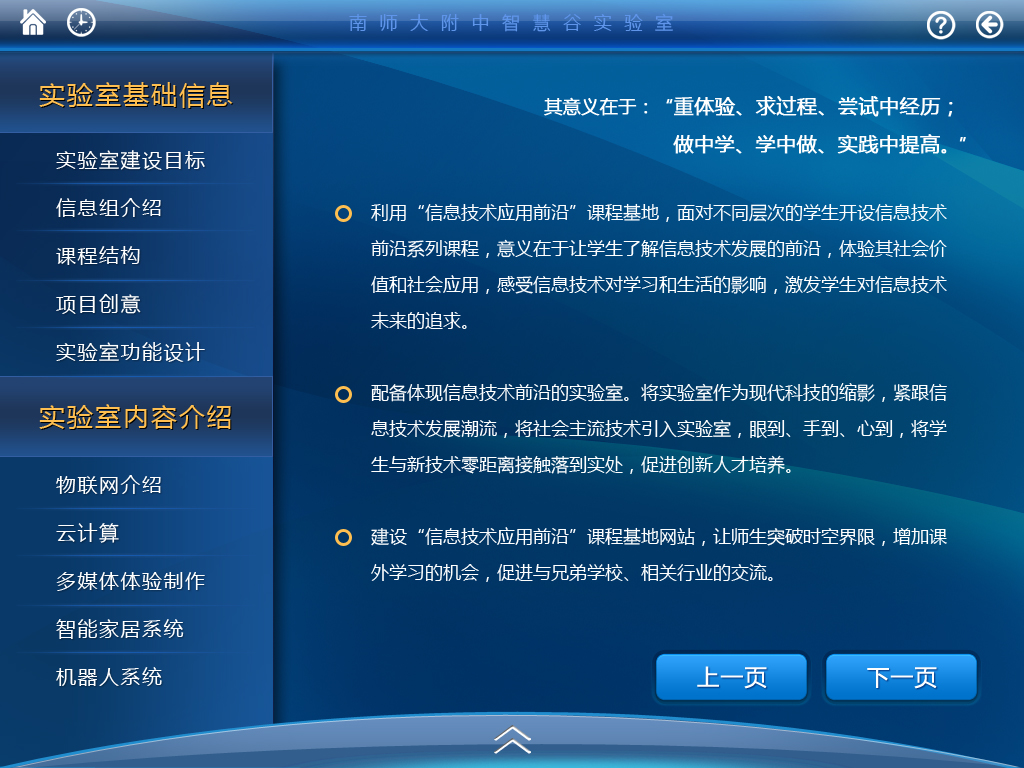 南师大附中智慧谷实验室
实验室基础信息
实验室建设目标
信息组介绍
课程结构
项目创意
实验室功能设计
实验室内容介绍
物联网介绍
云计算
多媒体体验制作
智能家居系统
机器人系统
其意义在于：“重体验、求过程、尝试中经历；
做中学、学中做、实践中提高。”
利用“信息技术应用前沿”课程基地，面对不同层次的学生开设信息技术
前沿系列课程，意义在于让学生了解信息技术发展的前沿，体验其社会价
值和社会应用，感受信息技术对学习和生活的影响，激发学生对信息技术
未来的追求。
配备体现信息技术前沿的实验室。将实验室作为现代科技的缩影，紧跟信
息技术发展潮流，将社会主流技术引入实验室，眼到、手到、心到，将学
生与新技术零距离接触落到实处，促进创新人才培养。
建设“信息技术应用前沿”课程基地网站，让师生突破时空界限，增加课
外学习的机会，促进与兄弟学校、相关行业的交流。
上一页
下一页